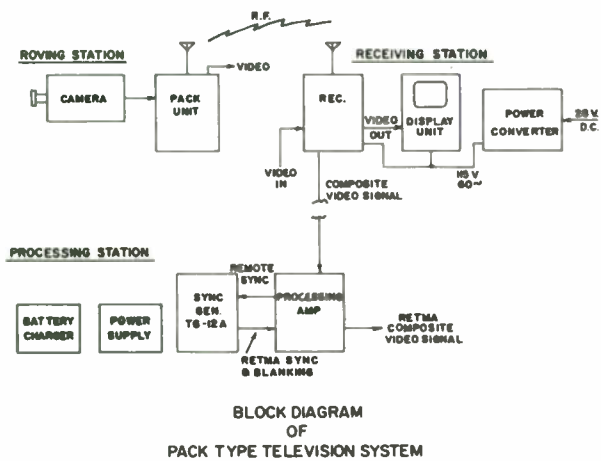 R.F.
ROVING STATION
RECEIVING STATION
VIDEO
CAMERA
PACK
UNIT
REC.
VIDEO
OUT
DISPLAY
UNIT
POWER
CONVERTER
28 V.
D.C.
VIDEO
IN
115 V
60~
COMPOSITE
VIDEO SIGNAL
PROCESSING STATION
REMOTE
SYNC
BATTERY
CHARGER
POWER
SUPPLY
SYNC
GEN.
TG-12A
PROCESSING
AMP
RETMA
COMPOSITE
VIDEO SIGNAL
RETMA SYNC
& BLANKING
BLOCK DIAGRAM
OF
PACK TYPE TELEVISION SYSTEM